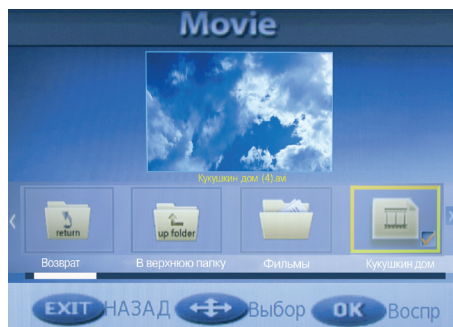 Movie
Кукушкин дом (4).avi
return
up folder
Возврат
В верхнюю папку
Фильмы
Кукушкин дом
EXIT НАЗАД Выбор OK Воспр